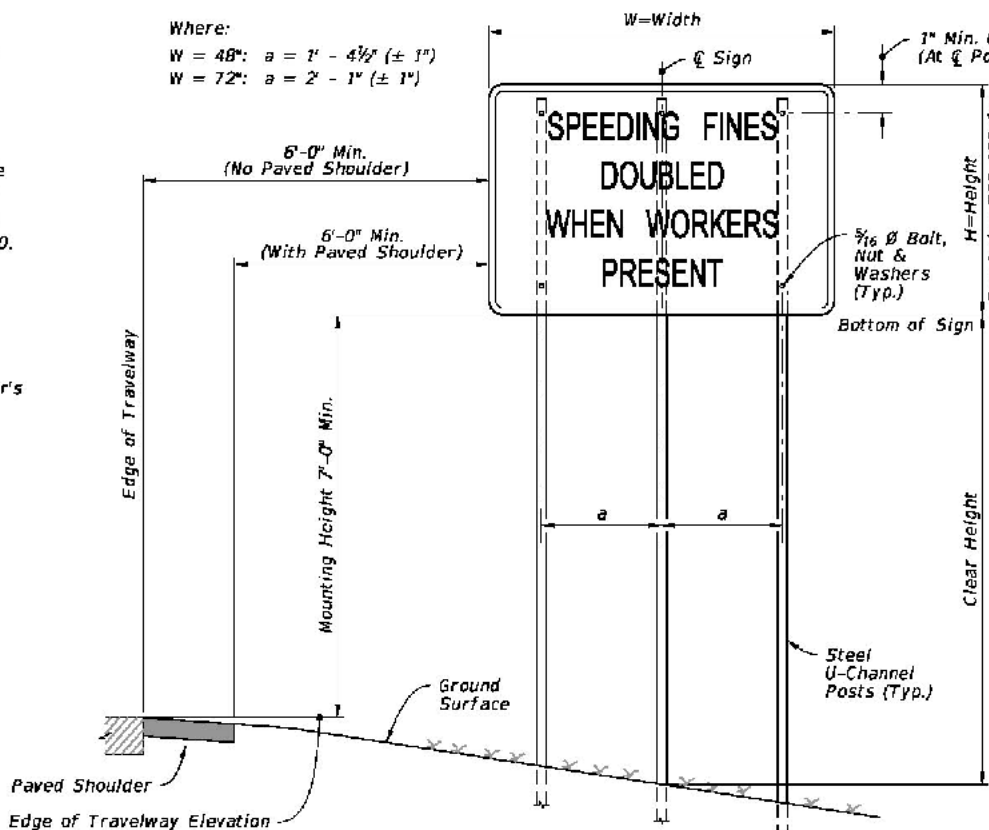 Where:
W = 48": a = 1' - 4½" (± 1")
W = 72": a = 2' - 1" (± 1")
W=Width
℄ Sign
1" Min.
(At ℄
SPEEDING FINES
DOUBLED
WHEN WORKERS
PRESENT
6'-0" Min.
(No Paved Shoulder)
6'-0" Min.
(With Paved Shoulder)
0.
er's
H=Height
5/16 Ø Bolt,
Nut &
Washers
(Typ.)
Bottom of Sign
Edge of Travelway
Mounting Height 7'-0" Min.
a
a
Clear Height
Steel
U-Channel
Posts (Typ.)
Ground
Surface
Paved Shoulder
Edge of Travelway Elevation